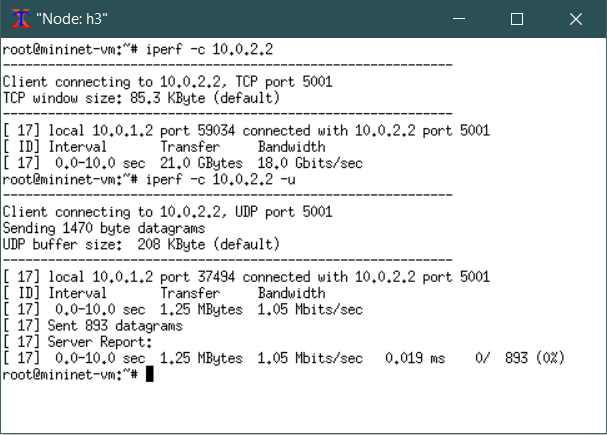 "Node: h3"
root@mininet-vm:~# iperf -c 10.0.2.2
------------------------------------------------------------
Client connecting to 10.0.2.2, TCP port 5001
TCP window size: 85.3 KByte (default)
------------------------------------------------------------
[ 17] local 10.0.1.2 port 59034 connected with 10.0.2.2 port 5001
[ ID] Interval       Transfer     Bandwidth
[ 17]  0.0-10.0 sec  21.0 GBytes  18.0 Gbits/sec
root@mininet-vm:~# iperf -c 10.0.2.2 -u
------------------------------------------------------------
Client connecting to 10.0.2.2, UDP port 5001
Sending 1470 byte datagrams
UDP buffer size:  208 KByte (default)
------------------------------------------------------------
[ 17] local 10.0.1.2 port 37494 connected with 10.0.2.2 port 5001
[ ID] Interval       Transfer     Bandwidth
[ 17]  0.0-10.0 sec  1.25 MBytes  1.05 Mbits/sec
[ 17] Sent 893 datagrams
[ 17] Server Report:
[ 17]  0.0-10.0 sec  1.25 MBytes  1.05 Mbits/sec   0.019 ms    0/  893 (0%)
root@mininet-vm:~#